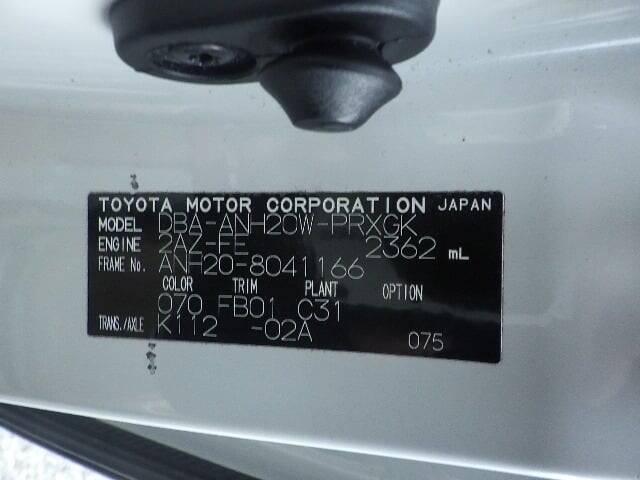 TOYOTA MOTOR CORPORATION JAPAN
MODEL DBA-ANH20W-PRXGK
ENGINE 2AZ-FE 2362 mL
FRAME No. ANH20-8041166
COLOR TRIM PLANT OPTION
070 FB01 C31
TRANS./AXLE K112 -02A 075